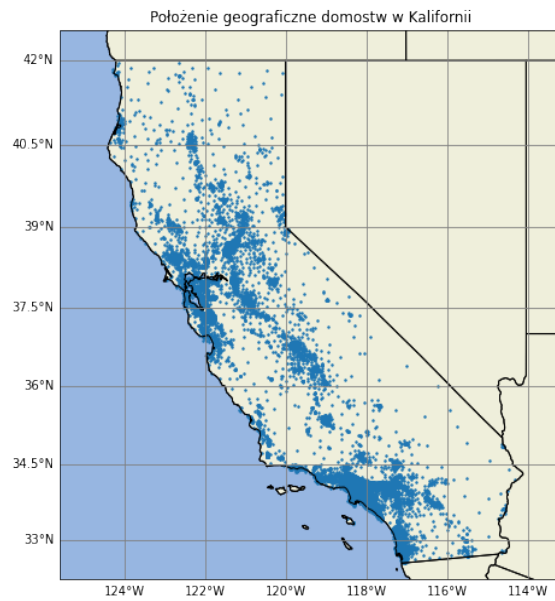 Położenie geograficzne domostw w Kalifornii
42°N
40.5°N
39°N
37.5°N
36°N
34.5°N
33°N
124°W 122°W 120°W 118°W 116°W 114°W